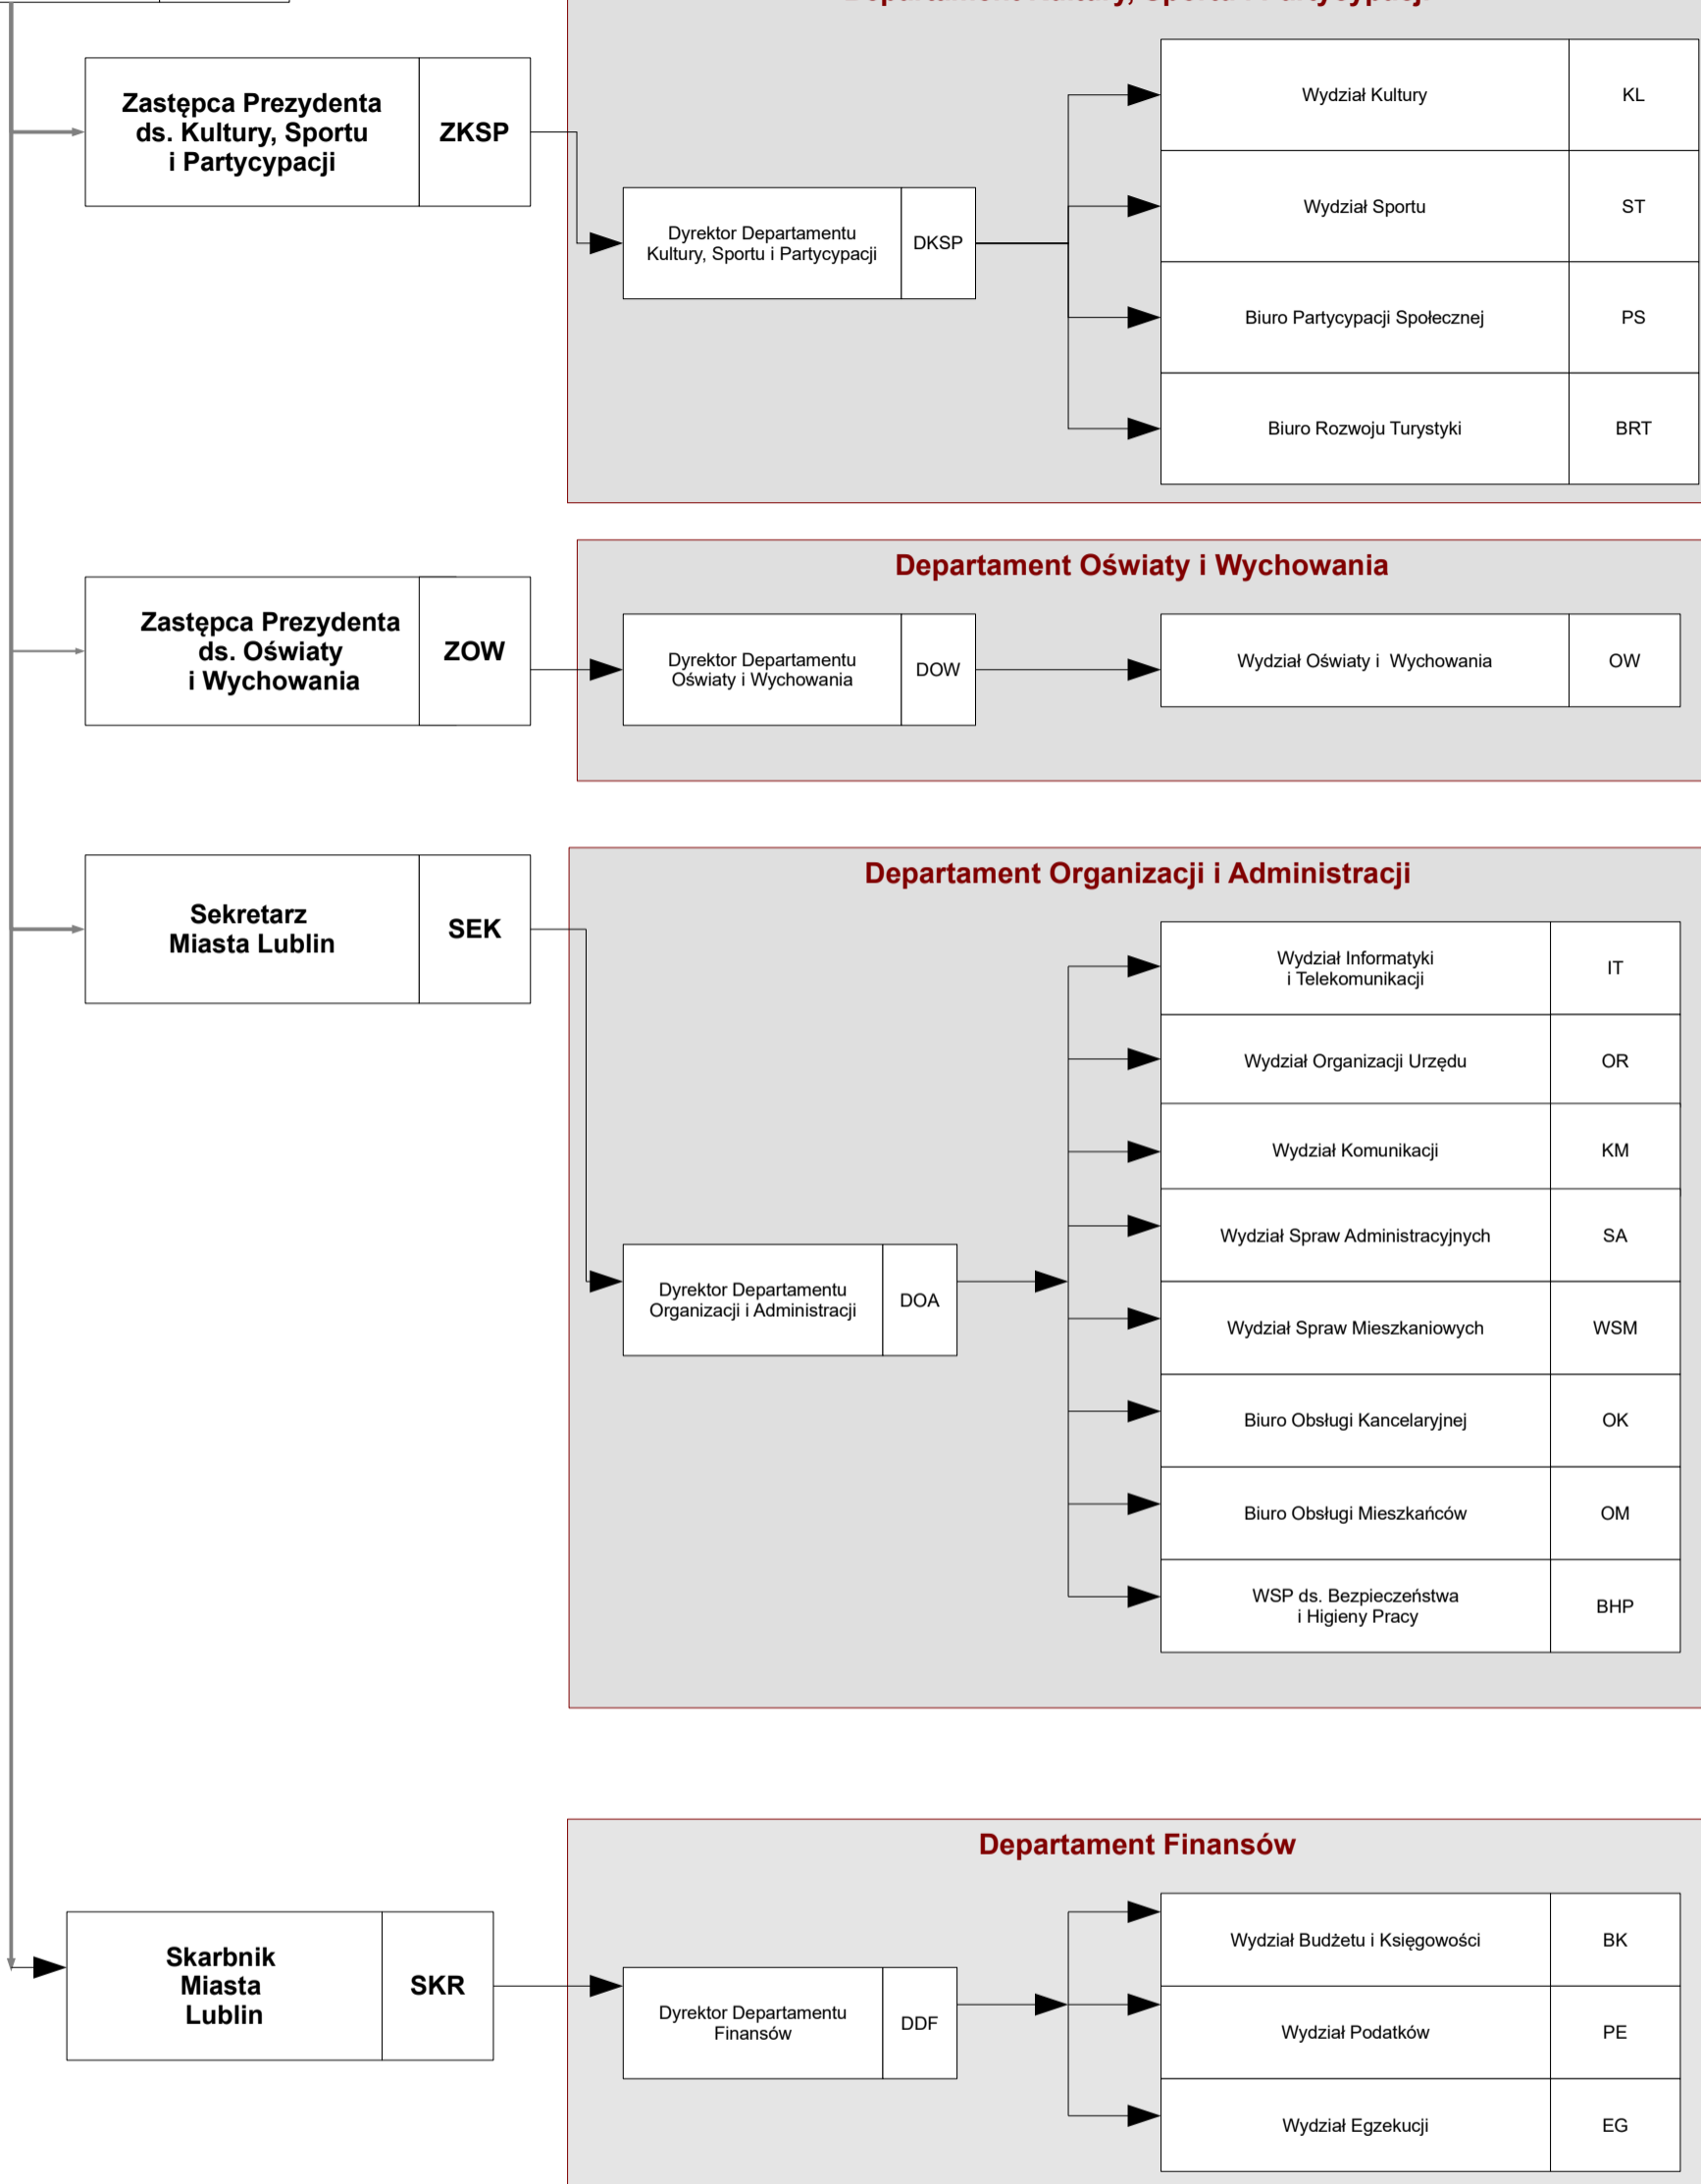 Departament Kultury, Sportu i Partycypacji
Zastępca Prezydenta
ds. Kultury, Sportu
i Partycypacji
ZKSP
Dyrektor Departamentu
Kultury, Sportu i Partycypacji
DKSP
Wydział Kultury
KL
Wydział Sportu
ST
Biuro Partycypacji Społecznej
PS
Biuro Rozwoju Turystyki
BRT
Departament Oświaty i Wychowania
Zastępca Prezydenta
ds. Oświaty
i Wychowania
ZOW
Dyrektor Departamentu
Oświaty i Wychowania
DOW
Wydział Oświaty i  Wychowania
OW
Departament Organizacji i Administracji
Sekretarz
Miasta Lublin
SEK
Dyrektor Departamentu
Organizacji i Administracji
DOA
Wydział Informatyki
i Telekomunikacji
IT
Wydział Organizacji Urzędu
OR
Wydział Komunikacji
KM
Wydział Spraw Administracyjnych
SA
Wydział Spraw Mieszkaniowych
WSM
Biuro Obsługi Kancelaryjnej
OK
Biuro Obsługi Mieszkańców
OM
WSP ds. Bezpieczeństwa
i Higieny Pracy
BHP
Departament Finansów
Skarbnik
Miasta
Lublin
SKR
Dyrektor Departamentu
Finansów
DDF
Wydział Budżetu i Księgowości
BK
Wydział Podatków
PE
Wydział Egzekucji
EG